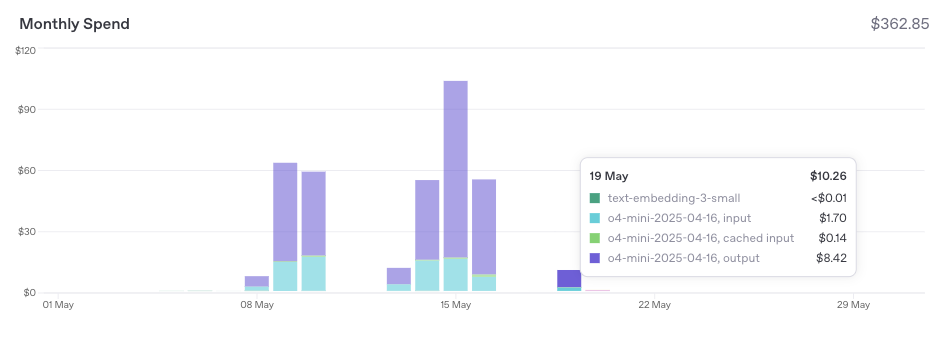 Monthly Spend $362.85
$120
$90
$60
$30
$0
19 May $10.26
text-embedding-3-small <$0.01
o4-mini-2025-04-16, input $1.70
o4-mini-2025-04-16, cached input $0.14
o4-mini-2025-04-16, output $8.42
01 May 08 May 15 May 22 May 29 May